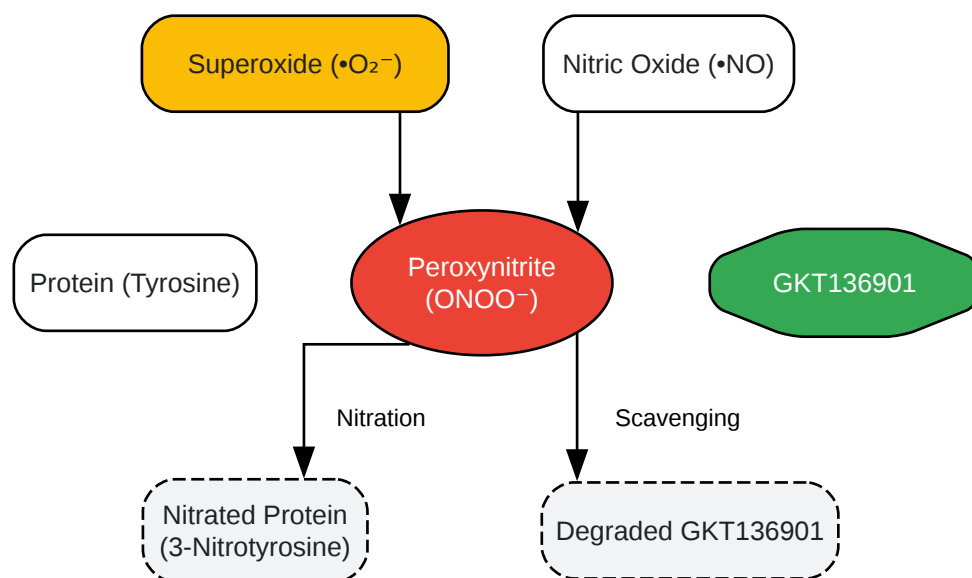 Superoxide (•O₂⁻)
Nitric Oxide (•NO)
Protein (Tyrosine)
Peroxynitrite
(ONOO⁻)
GKT136901
Nitration
Scavenging
Nitrated Protein
(3-Nitrotyrosine)
Degraded GKT136901